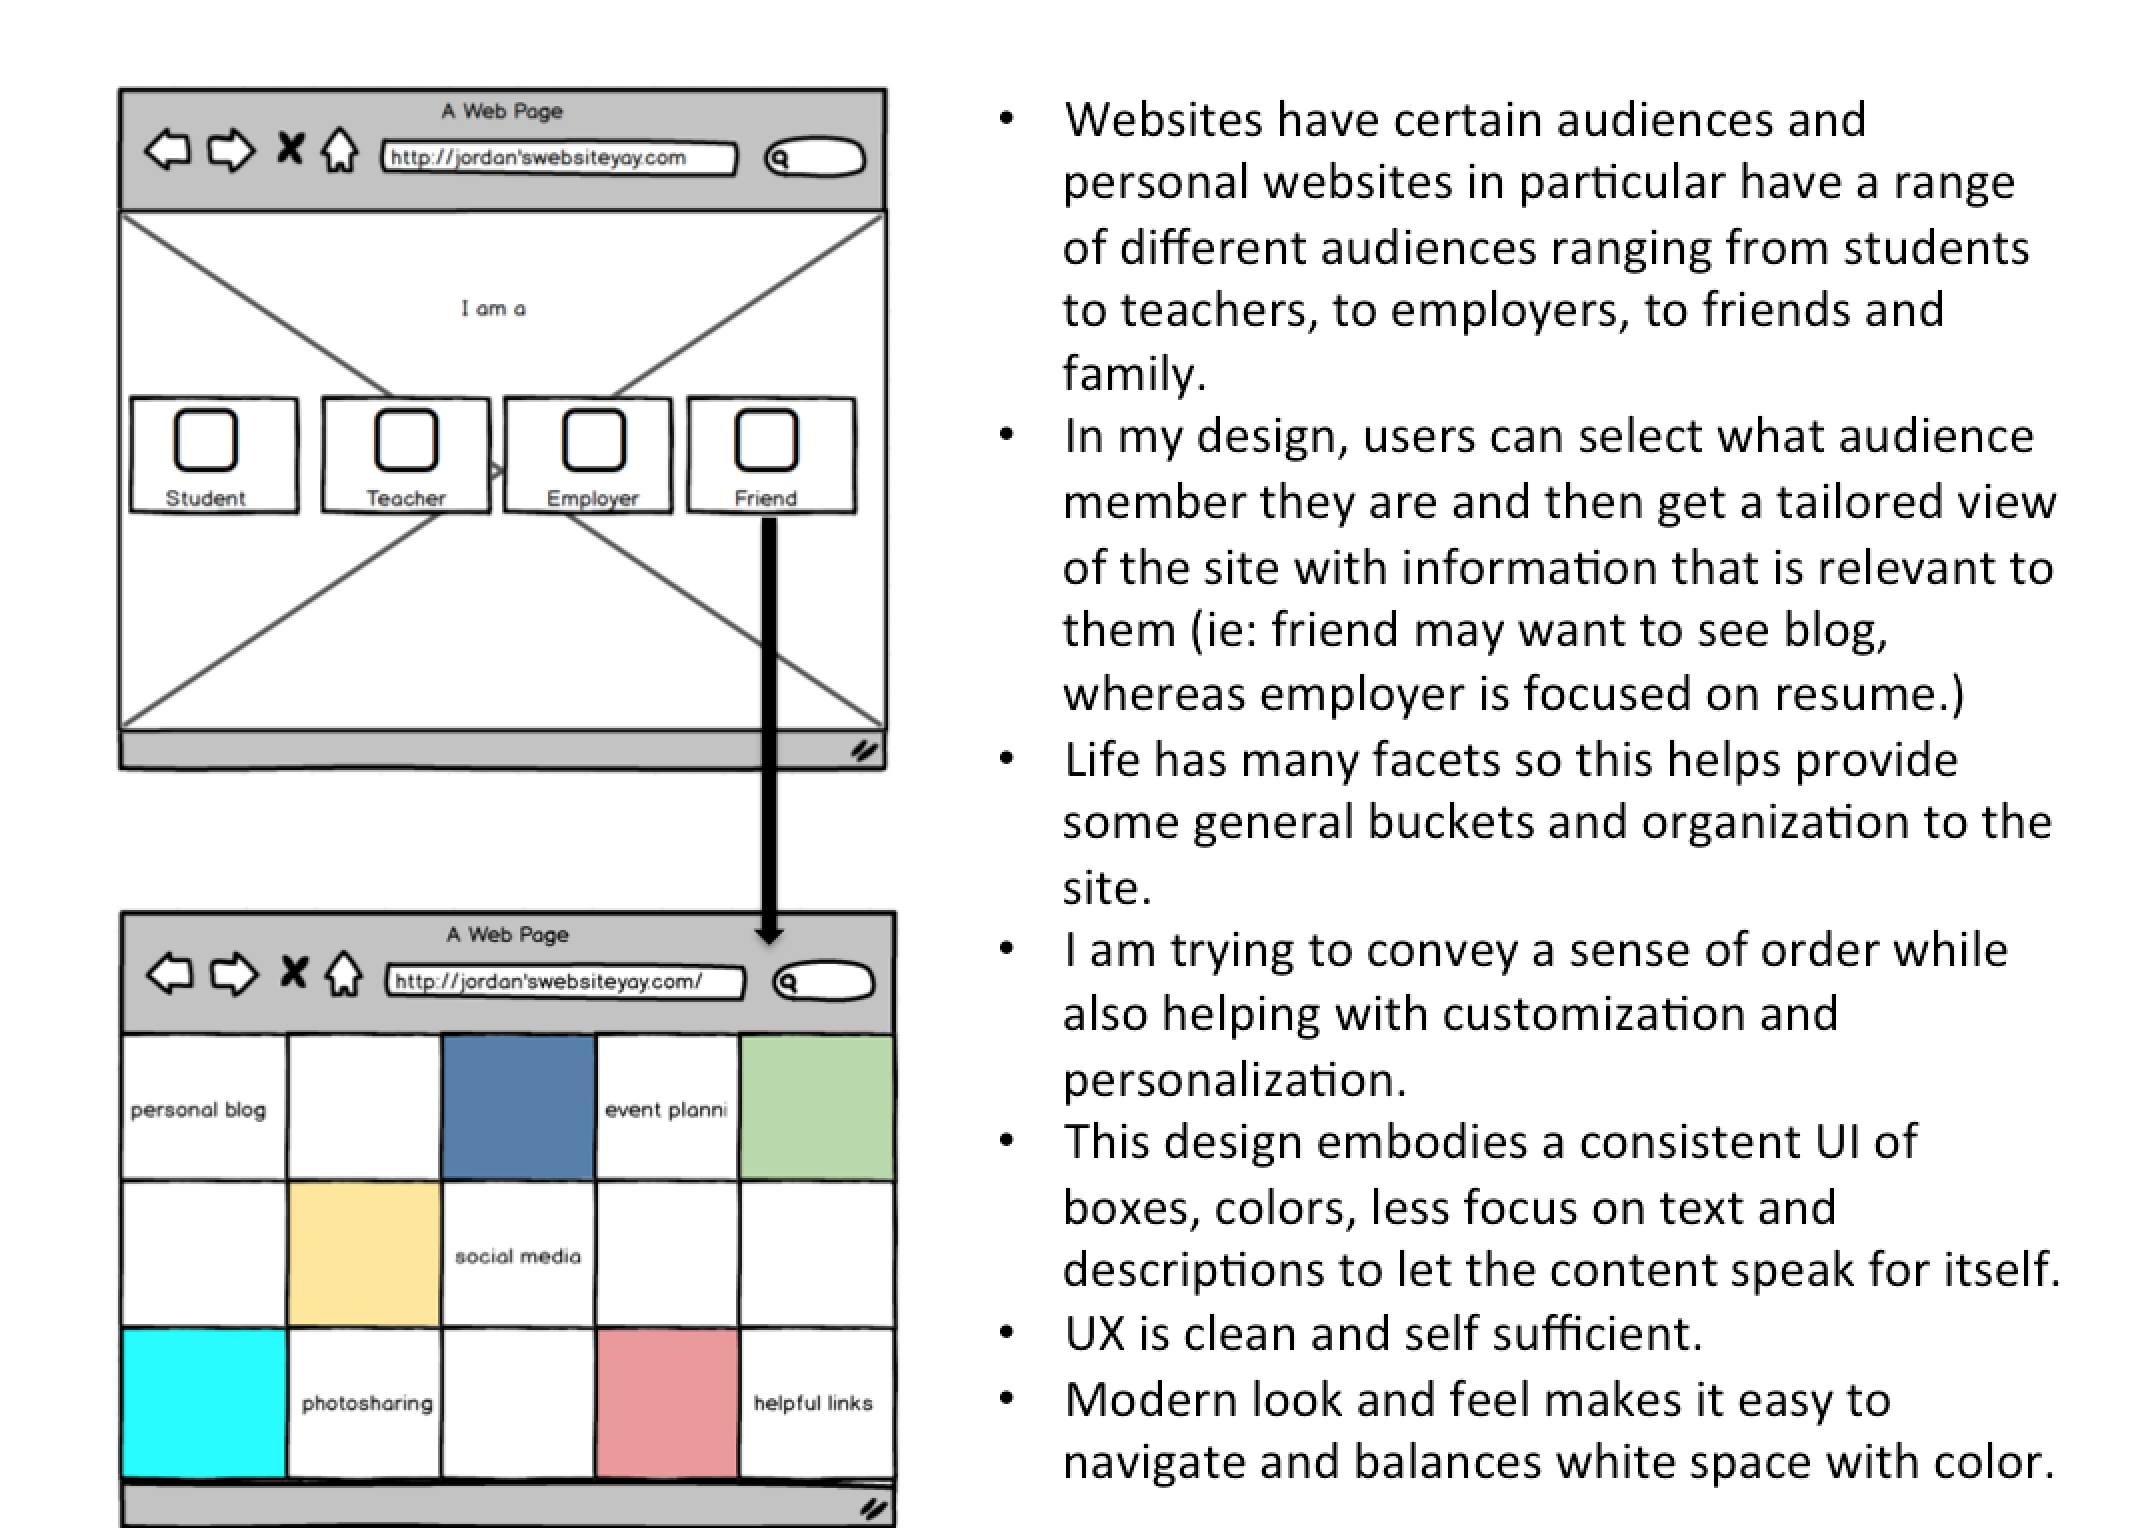 A Web Page
http://jordan'swebsiteyay.com
I am a
Student Teacher Employer Friend
A Web Page
http://jordan'swebsiteyay.com/
personal blog event planni
social media
photosharing helpful links
• Websites have certain audiences and
personal websites in particular have a range
of different audiences ranging from students
to teachers, to employers, to friends and
family.
• In my design, users can select what audience
member they are and then get a tailored view
of the site with information that is relevant to
them (ie: friend may want to see blog,
whereas employer is focused on resume.)
• Life has many facets so this helps provide
some general buckets and organization to the
site.
• I am trying to convey a sense of order while
also helping with customization and
personalization.
• This design embodies a consistent UI of
boxes, colors, less focus on text and
descriptions to let the content speak for itself.
• UX is clean and self sufficient.
• Modern look and feel makes it easy to
navigate and balances white space with color.